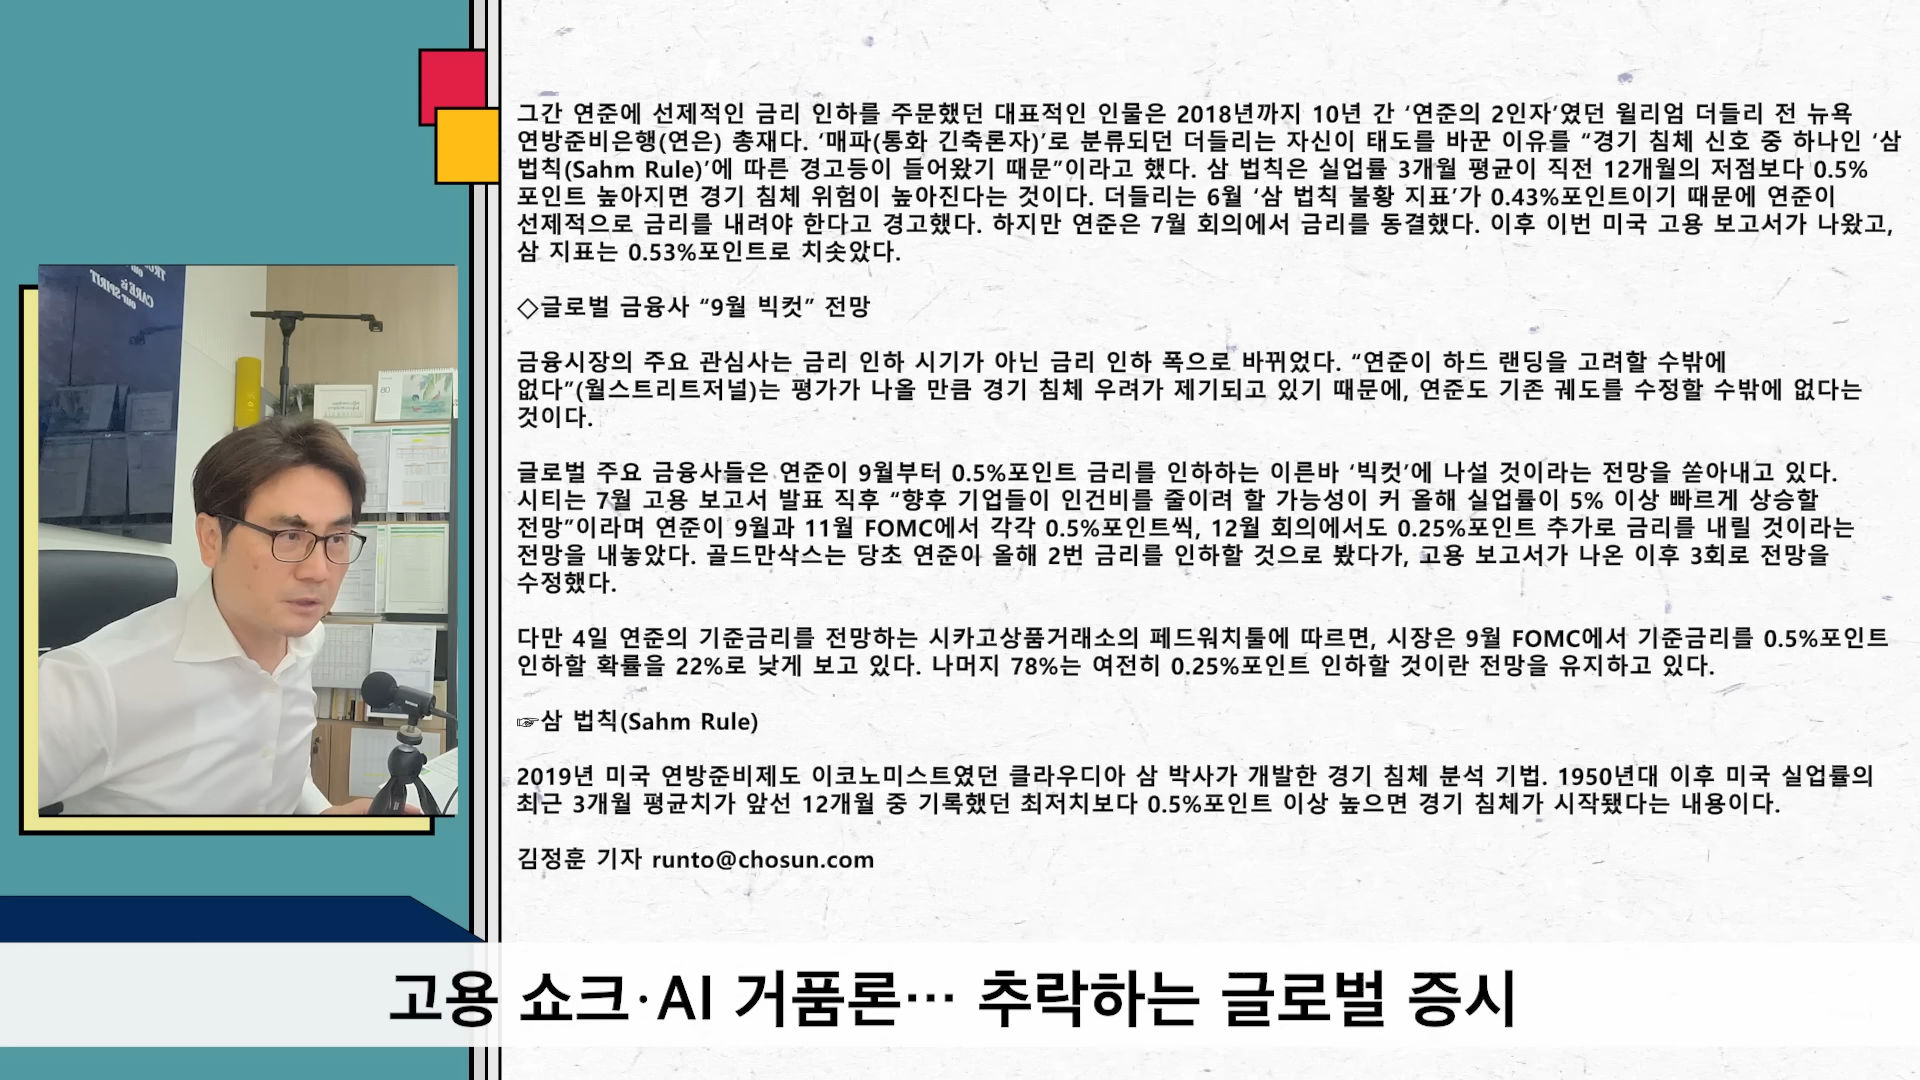 그간 연준에 선제적인 금리 인하를 주문했던 대표적인 인물은 2018년까지 10년 간 ‘연준의 2인자’였던 윌리엄 더들리 전 뉴욕
연방준비은행(연은) 총재다. ‘매파(통화 긴축론자)’로 분류되던 더들리는 자신이 태도를 바꾼 이유를 “경기 침체 신호 중 하나인 ‘삼
법칙(Sahm Rule)’에 따른 경고등이 들어왔기 때문”이라고 했다. 삼 법칙은 실업률 3개월 평균이 직전 12개월의 저점보다 0.5%
포인트 높아지면 경기 침체 위험이 높아진다는 것이다. 더들리는 6월 ‘삼 법칙 불황 지표’가 0.43%포인트이기 때문에 연준이
선제적으로 금리를 내려야 한다고 경고했다. 하지만 연준은 7월 회의에서 금리를 동결했다. 이후 이번 미국 고용 보고서가 나왔고,
삼 지표는 0.53%포인트로 치솟았다.
◇글로벌 금융사 “9월 빅컷” 전망
금융시장의 주요 관심사는 금리 인하 시기가 아닌 금리 인하 폭으로 바뀌었다. “연준이 하드 랜딩을 고려할 수밖에
없다”(월스트리트저널)는 평가가 나올 만큼 경기 침체 우려가 제기되고 있기 때문에, 연준도 기존 궤도를 수정할 수밖에 없다는
것이다.
글로벌 주요 금융사들은 연준이 9월부터 0.5%포인트 금리를 인하하는 이른바 ‘빅컷’에 나설 것이라는 전망을 쏟아내고 있다.
시티는 7월 고용 보고서 발표 직후 “향후 기업들이 인건비를 줄이려 할 가능성이 커 올해 실업률이 5% 이상 빠르게 상승할
전망”이라며 연준이 9월과 11월 FOMC에서 각각 0.5%포인트씩, 12월 회의에서도 0.25%포인트 추가로 금리를 내릴 것이라는
전망을 내놓았다. 골드만삭스는 당초 연준이 올해 2번 금리를 인하할 것으로 봤다가, 고용 보고서가 나온 이후 3회로 전망을
수정했다.
다만 4일 연준의 기준금리를 전망하는 시카고상품거래소의 페드워치툴에 따르면, 시장은 9월 FOMC에서 기준금리를 0.5%포인트
인하할 확률을 22%로 낮게 보고 있다. 나머지 78%는 여전히 0.25%포인트 인하할 것이란 전망을 유지하고 있다.
☞삼 법칙(Sahm Rule)
2019년 미국 연방준비제도 이코노미스트였던 클라우디아 삼 박사가 개발한 경기 침체 분석 기법. 1950년대 이후 미국 실업률의
최근 3개월 평균치가 앞선 12개월 중 기록했던 최저치보다 0.5%포인트 이상 높으면 경기 침체가 시작됐다는 내용이다.
김정훈 기자 runto@chosun.com
고용 쇼크·AI 거품론… 추락하는 글로벌 증시